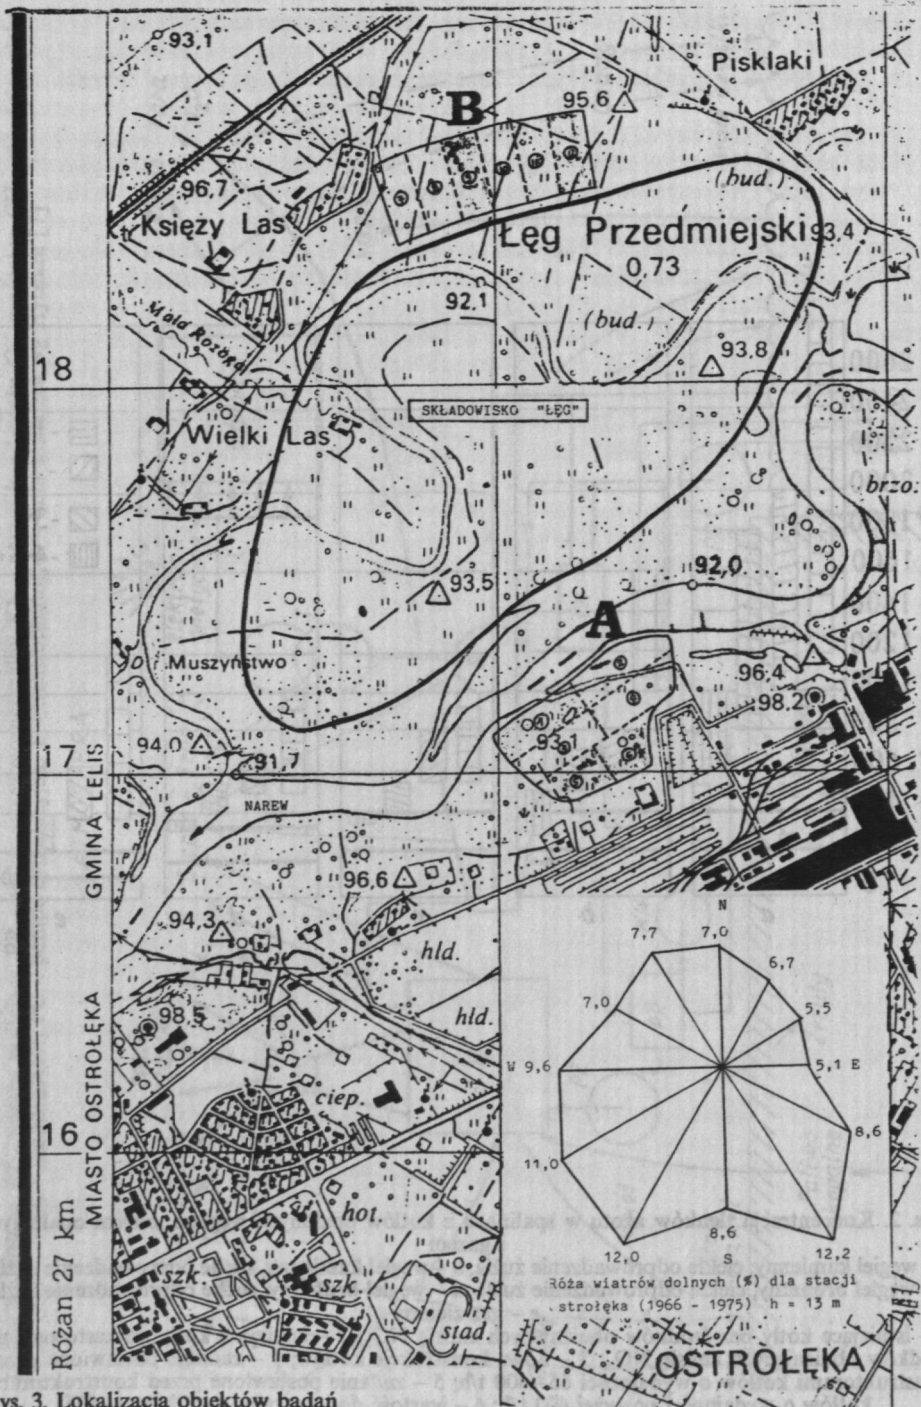 93,1
Pisklaki
B
95,6
96,7
(bud.)
Księży Las
Łęg Przedmiejski
93,4
0,73
92,1
(bud.)
Mała Rozoga
93,8
18
SKŁADOWISKO "ŁĘG"
Wielki Las
brzo.
92,0
93,5
A
Muszyństwo
96,4
98,2
94,0
93,1
17
91,7
NAREW
GMINA LELIS
96,6
94,3
hld.
N
7,7
7,0
6,7
7,0
5,5
hld.
98,5
W 9,6
5,1 E
ciep.
MIASTO OSTROŁĘKA
16
8,6
11,0
hot.
8,6
S
12,0
12,2
szk.
szk.
Róża wiatrów dolnych (%) dla stacji
strołęka (1966 - 1975) h = 13 m
stad.
Różan 27 km
OSTROŁĘKA
ys. 3. Lokalizacja obiektów badań